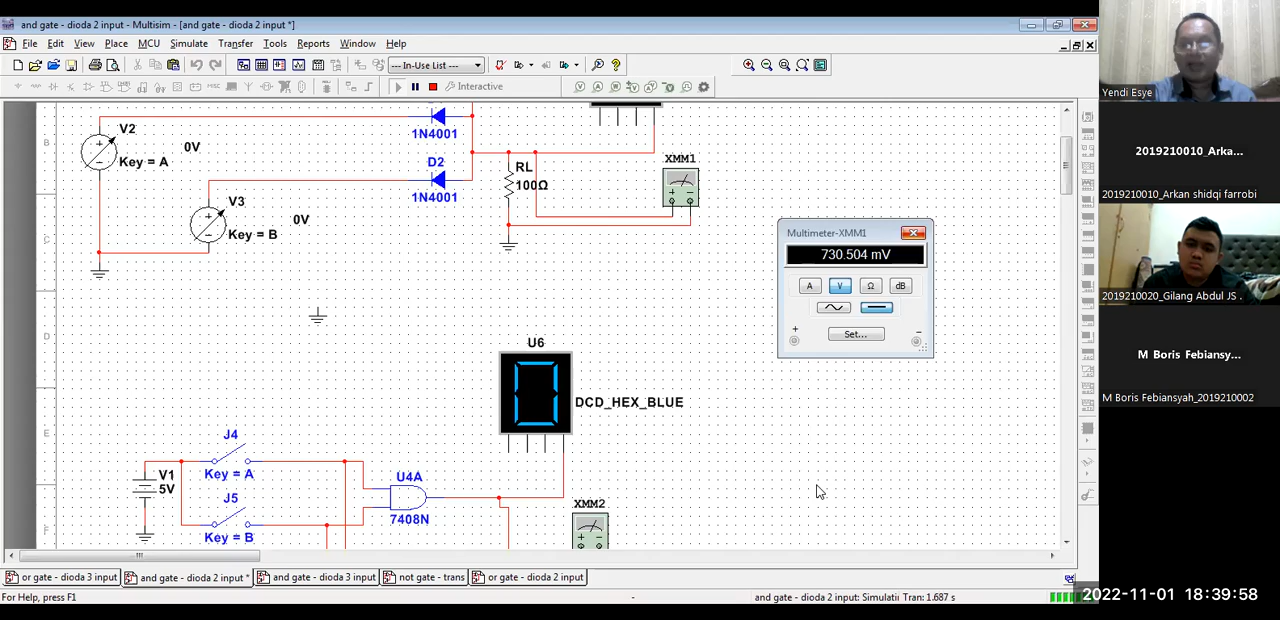 and gate - dioda 2 input - Multisim - [and gate - dioda 2 input *]
File Edit View Place MCU Simulate Transfer Tools Reports Window Help
--- In-Use List ---
Interactive
V2
Key = A
0V
1N4001
D2
1N4001
V3
Key = B
0V
RL
100Ω
XMM1
Multimeter-XMM1
730.504 mV
A V Ω dB
Set...
+ -
U6
DCD_HEX_BLUE
J4
Key = A
V1
5V
J5
Key = B
U4A
7408N
XMM2
B
C
D
E
F
or gate - dioda 3 input
and gate - dioda 2 input *
and gate - dioda 3 input
not gate - trans
or gate - dioda 2 input
For Help, press F1
-
and gate - dioda 2 input: Simulati Tran: 1.687 s
Yendi Esye
2019210010_Arka...
2019210010_Arkan shidqi farrobi
2019210020_Gilang Abdul JS .
M Boris Febiansy...
M Boris Febiansyah_2019210002
2022-11-01 18:39:58